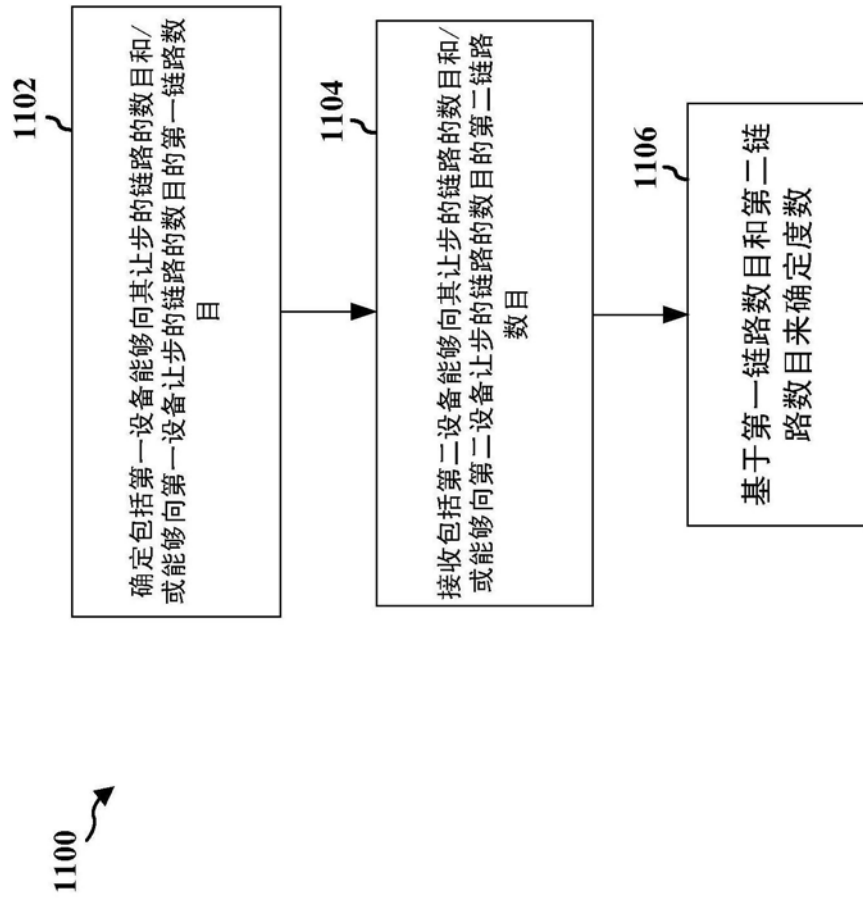 1100
1102
确定包括第一设备能够向其让步的链路的数目和/
或能够向第一设备让步的链路的数目的第一链路数
目
1104
接收包括第二设备能够向其让步的链路的数目和/
或能够向第二设备让步的链路的数目的第二链路
数目
1106
基于第一链路数目和第二链
路数目来确定度数